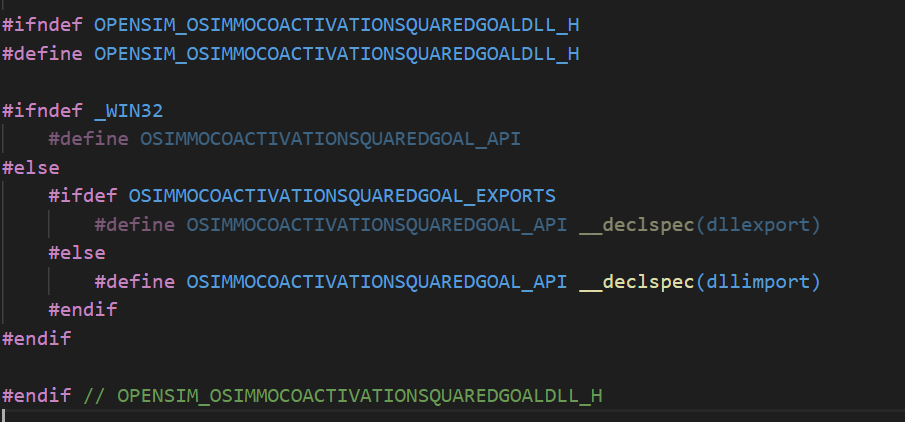 #ifndef OPENSIM_OSIMMOCOACTIVATIONSQUAREDGOALDLL_H
#define OPENSIM_OSIMMOCOACTIVATIONSQUAREDGOALDLL_H
#ifndef _WIN32
#define OSIMMOCOACTIVATIONSQUAREDGOAL_API
#else
#ifdef OSIMMOCOACTIVATIONSQUAREDGOAL_EXPORTS
#define OSIMMOCOACTIVATIONSQUAREDGOAL_API __declspec(dllexport)
#else
#define OSIMMOCOACTIVATIONSQUAREDGOAL_API __declspec(dllimport)
#endif
#endif
#endif // OPENSIM_OSIMMOCOACTIVATIONSQUAREDGOALDLL_H